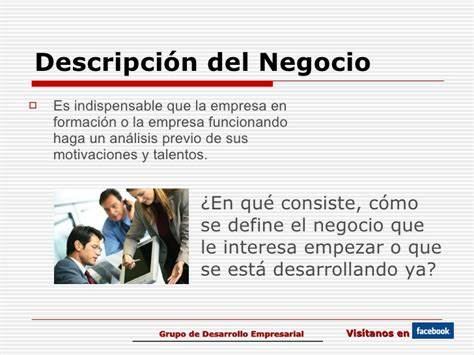 Descripción del Negocio
Es indispensable que la empresa en
formación o la empresa funcionando
haga un análisis previo de sus
motivaciones y talentos.
¿En qué consiste, cómo
se define el negocio que
le interesa empezar o que
se está desarrollando ya?
Grupo de Desarrollo Empresarial
Visitanos en facebook